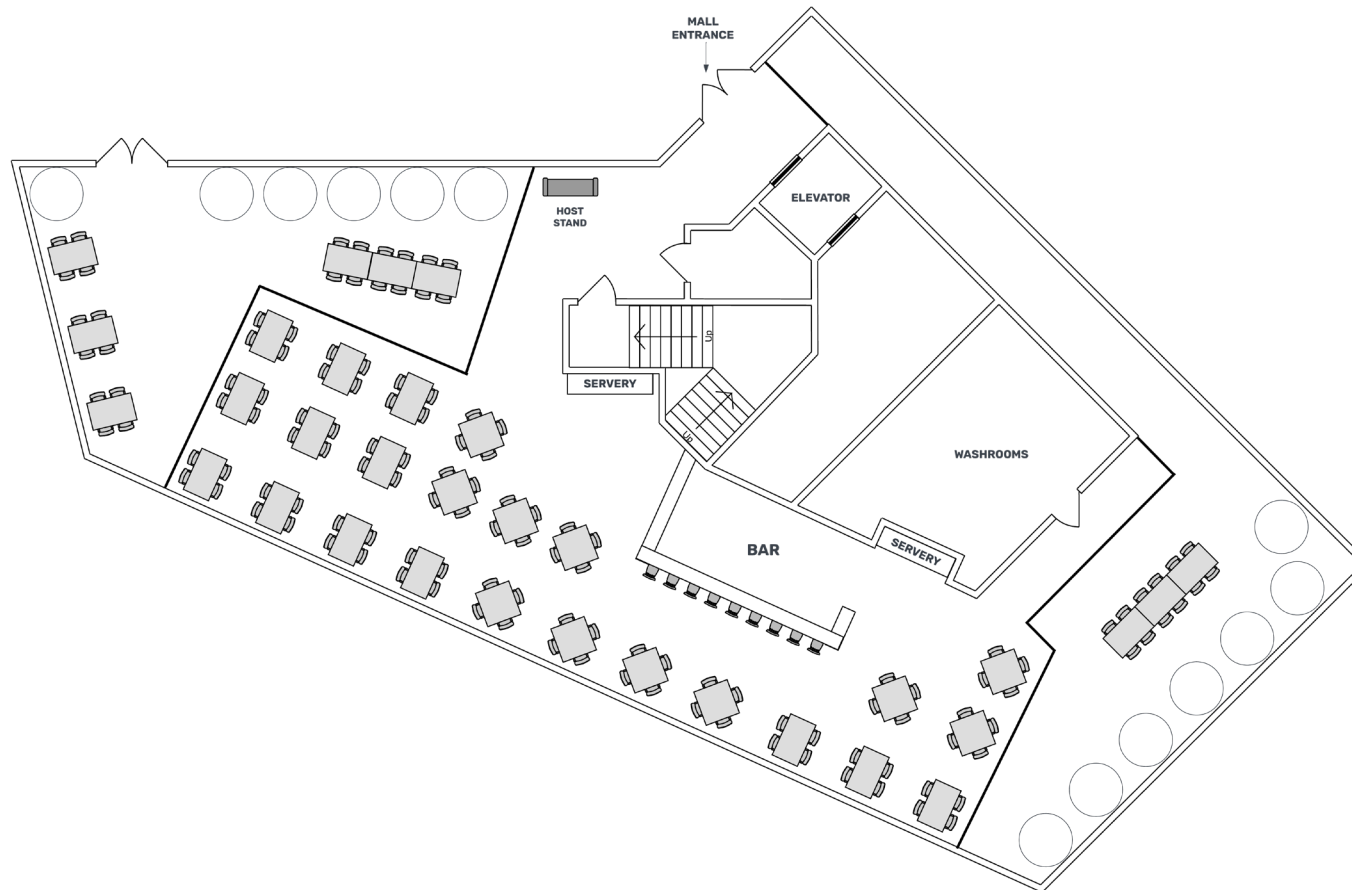 MALL
ENTRANCE
ELEVATOR
HOST
STAND
Up
SERVERY
Up
WASHROOMS
BAR
SERVERY